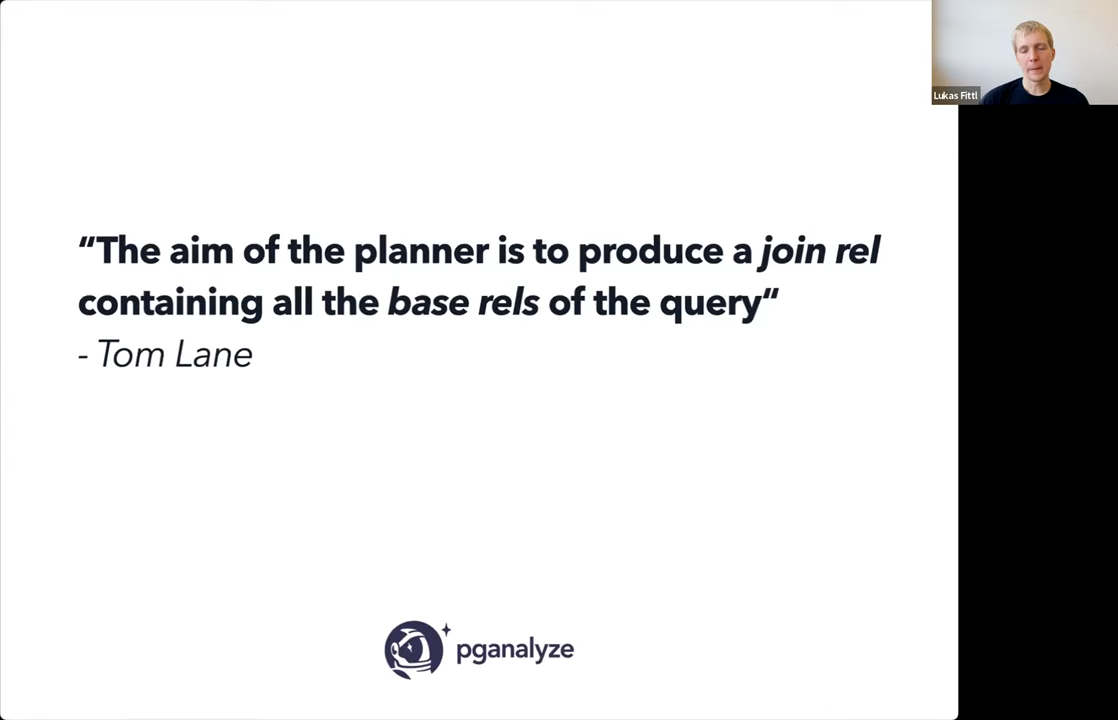 “The aim of the planner is to produce a join rel
containing all the base rels of the query“
- Tom Lane
pganalyze
Lukas Fittl